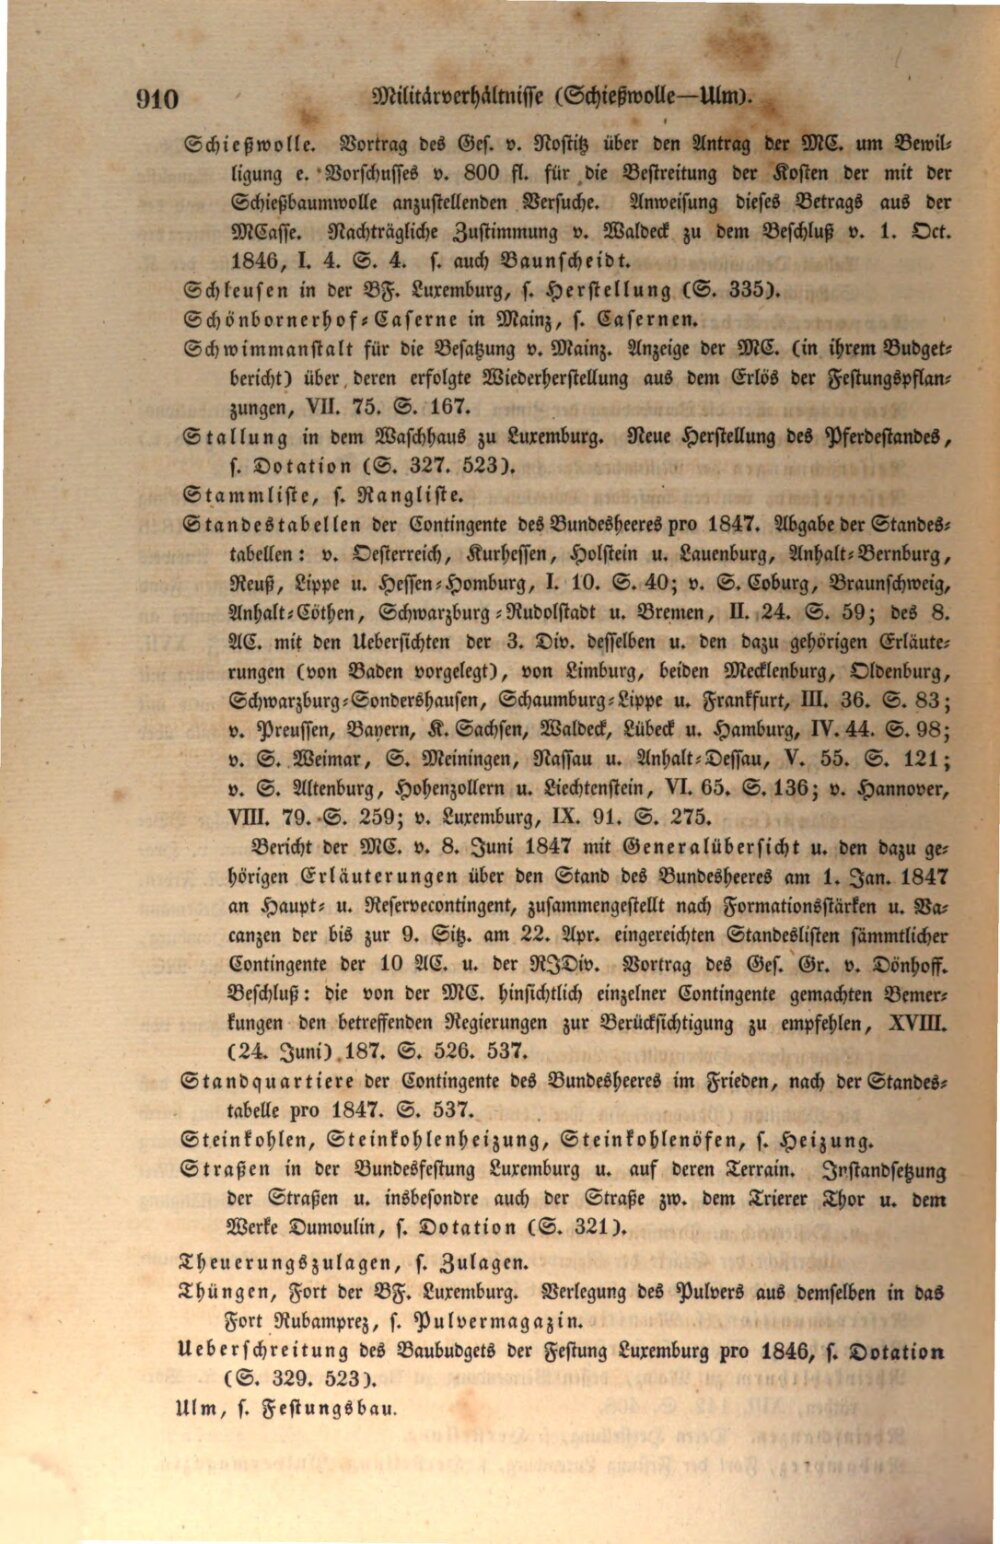 910 Militärverhältnisse (Schießwolle—Ulm).
Schießwolle. Vortrag des Ges. v. Nostitz über den Antrag der MC. um Bewil-
ligung e. Vorschusses v. 800 fl. für die Bestreitung der Kosten der mit der
Schießbaumwolle anzustellenden Versuche. Anweisung dieses Betrags aus der
MCasse. Nachträgliche Zustimmung v. Waldeck zu dem Beschluß v. 1. Oct.
1846, I. 4. S. 4. s. auch Baunscheidt.
Schleusen in der BF. Luxemburg, s. Herstellung (S. 335).
Schönbornerhof-Caserne in Mainz, s. Casernen.
Schwimmanstalt für die Besatzung v. Mainz. Anzeige der MC. (in ihrem Budget-
bericht) über deren erfolgte Wiederherstellung aus dem Erlös der Festungspflan-
zungen, VII. 75. S. 167.
Stallung in dem Waschhaus zu Luxemburg. Neue Herstellung des Pferdestandes,
s. Dotation (S. 327. 523).
Stammliste, s. Rangliste.
Standestabellen der Contingente des Bundesheeres pro 1847. Abgabe der Standes-
tabellen: v. Oesterreich, Kurhessen, Holstein u. Lauenburg, Anhalt-Bernburg,
Reuß, Lippe u. Hessen-Homburg, I. 10. S. 40; v. S. Coburg, Braunschweig,
Anhalt-Cöthen, Schwarzburg-Rudolstadt u. Bremen, II. 24. S. 59; des 8.
AC. mit den Uebersichten der 3. Div. desselben u. den dazu gehörigen Erläute-
rungen (von Baden vorgelegt), von Limburg, beiden Mecklenburg, Oldenburg,
Schwarzburg-Sondershausen, Schaumburg-Lippe u. Frankfurt, III. 36. S. 83;
v. Preussen, Bayern, K. Sachsen, Waldeck, Lübeck u. Hamburg, IV. 44. S. 98;
v. S. Weimar, S. Meiningen, Nassau u. Anhalt-Dessau, V. 55. S. 121;
v. S. Altenburg, Hohenzollern u. Liechtenstein, VI. 65. S. 136; v. Hannover,
VIII. 79. S. 259; v. Luxemburg, IX. 91. S. 275.
Bericht der MC. v. 8. Juni 1847 mit Generalübersicht u. den dazu ge-
hörigen Erläuterungen über den Stand des Bundesheeres am 1. Jan. 1847
an Haupt- u. Reservecontingent, zusammengestellt nach Formationsstärken u. Va-
canzen der bis zur 9. Sitz. am 22. Apr. eingereichten Standeslisten sämmtlicher
Contingente der 10 AC. u. der RJDiv. Vortrag des Ges. Gr. v. Dönhoff.
Beschluß: die von der MC. hinsichtlich einzelner Contingente gemachten Bemer-
kungen den betreffenden Regierungen zur Berücksichtigung zu empfehlen, XVIII.
(24. Juni) 187. S. 526. 537.
Standquartiere der Contingente des Bundesheeres im Frieden, nach der Standes-
tabelle pro 1847. S. 537.
Steinkohlen, Steinkohlenheizung, Steinkohlenöfen, s. Heizung.
Straßen in der Bundesfestung Luxemburg u. auf deren Terrain. Instandsetzung
der Straßen u. insbesondre auch der Straße zw. dem Trierer Thor u. dem
Werke Dumoulin, s. Dotation (S. 321).
Theuerungszulagen, s. Zulagen.
Thüngen, Fort der BF. Luxemburg. Verlegung des Pulvers aus demselben in das
Fort Rubamprez, s. Pulvermagazin.
Ueberschreitung des Baubudgets der Festung Luxemburg pro 1846, s. Dotation
(S. 329. 523).
Ulm, s. Festungsbau.